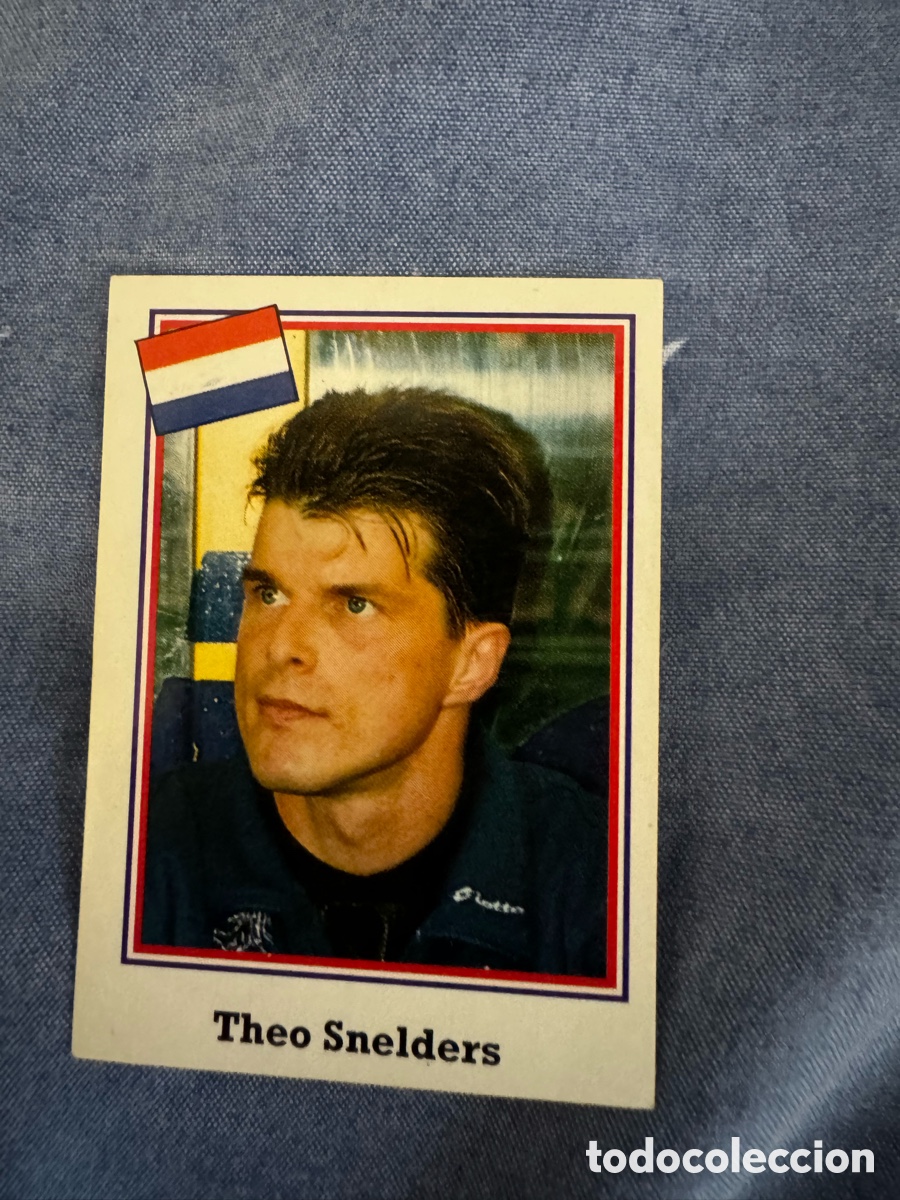 lotto
Theo Snelders
todocoleccion